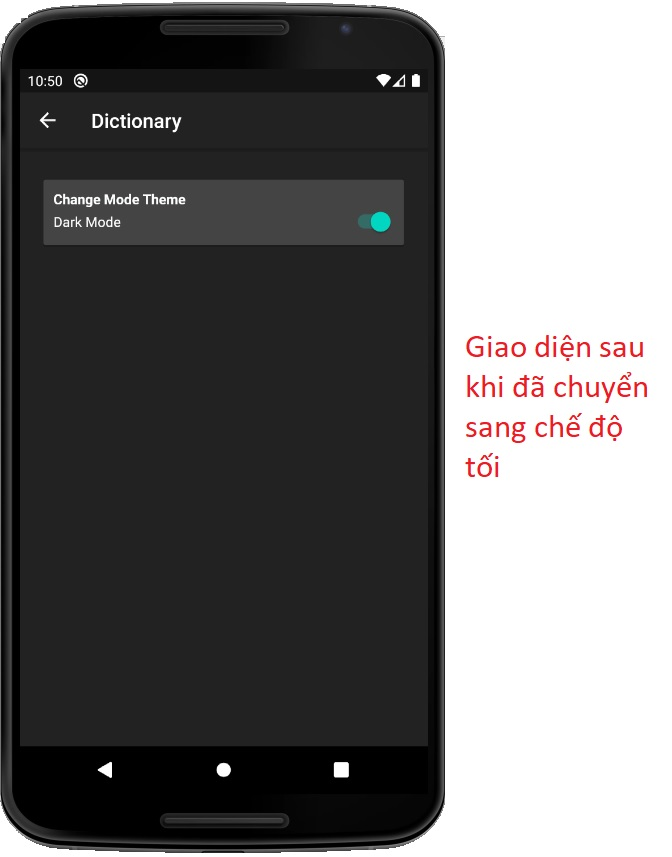 10:50
Dictionary
Change Mode Theme
Dark Mode
Giao diện sau
khi đã chuyển
sang chế độ
tối